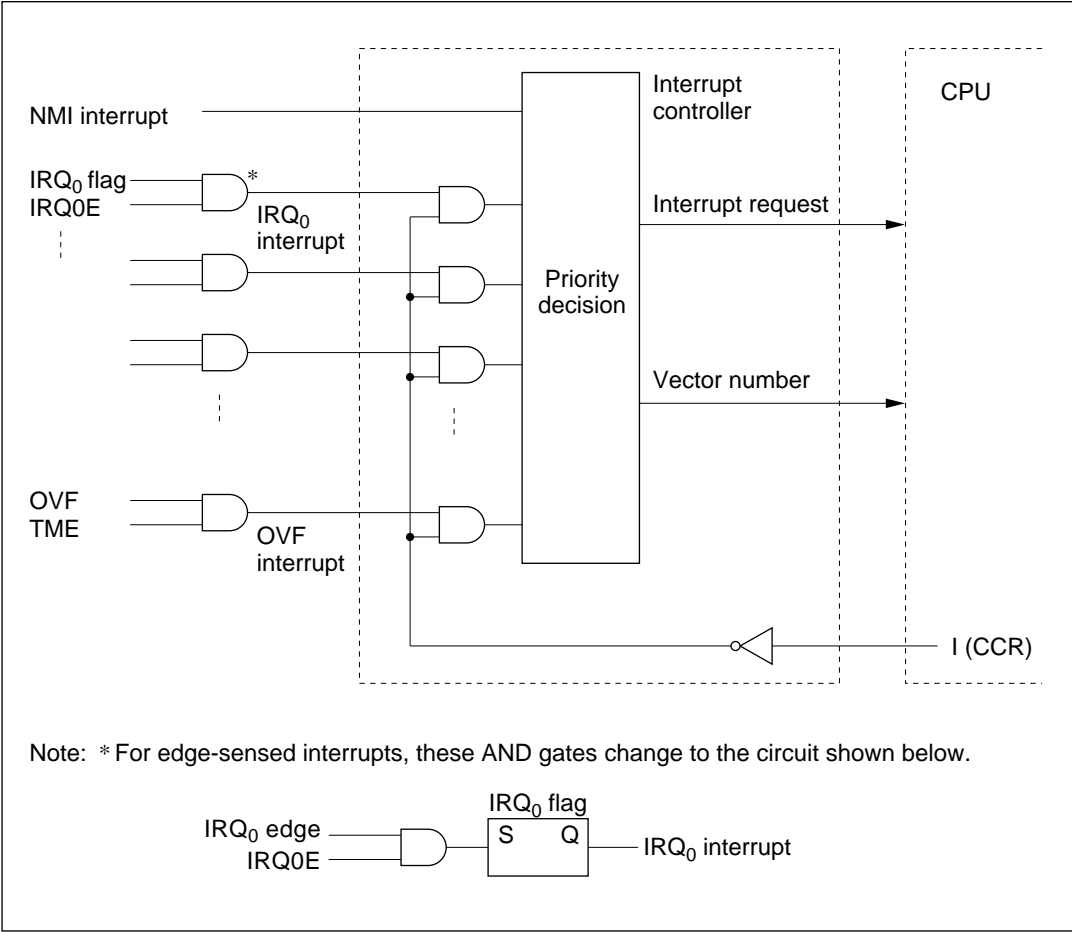 NMI interrupt
IRQ₀ flag
IRQ0E
*
IRQ₀
interrupt
OVF
TME
OVF
interrupt
Priority
decision
Interrupt
controller
CPU
Interrupt request
Vector number
I (CCR)
Note: * For edge-sensed interrupts, these AND gates change to the circuit shown below.
IRQ₀ edge
IRQ0E
IRQ₀ flag
S Q
IRQ₀ interrupt